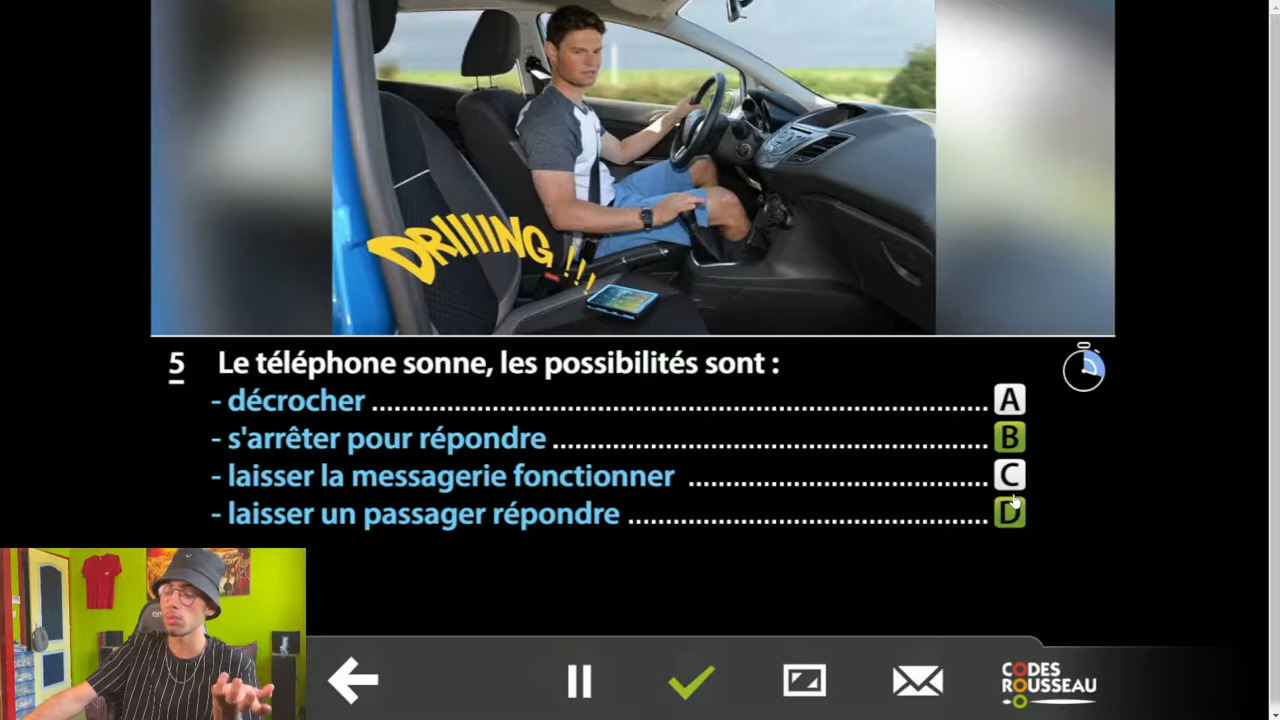 DRIIIIING !!!
5 Le téléphone sonne, les possibilités sont :
- décrocher ........ A
- s'arrêter pour répondre ........ B
- laisser la messagerie fonctionner ........ C
- laisser un passager répondre ........ D
CODES
ROUSSEAU